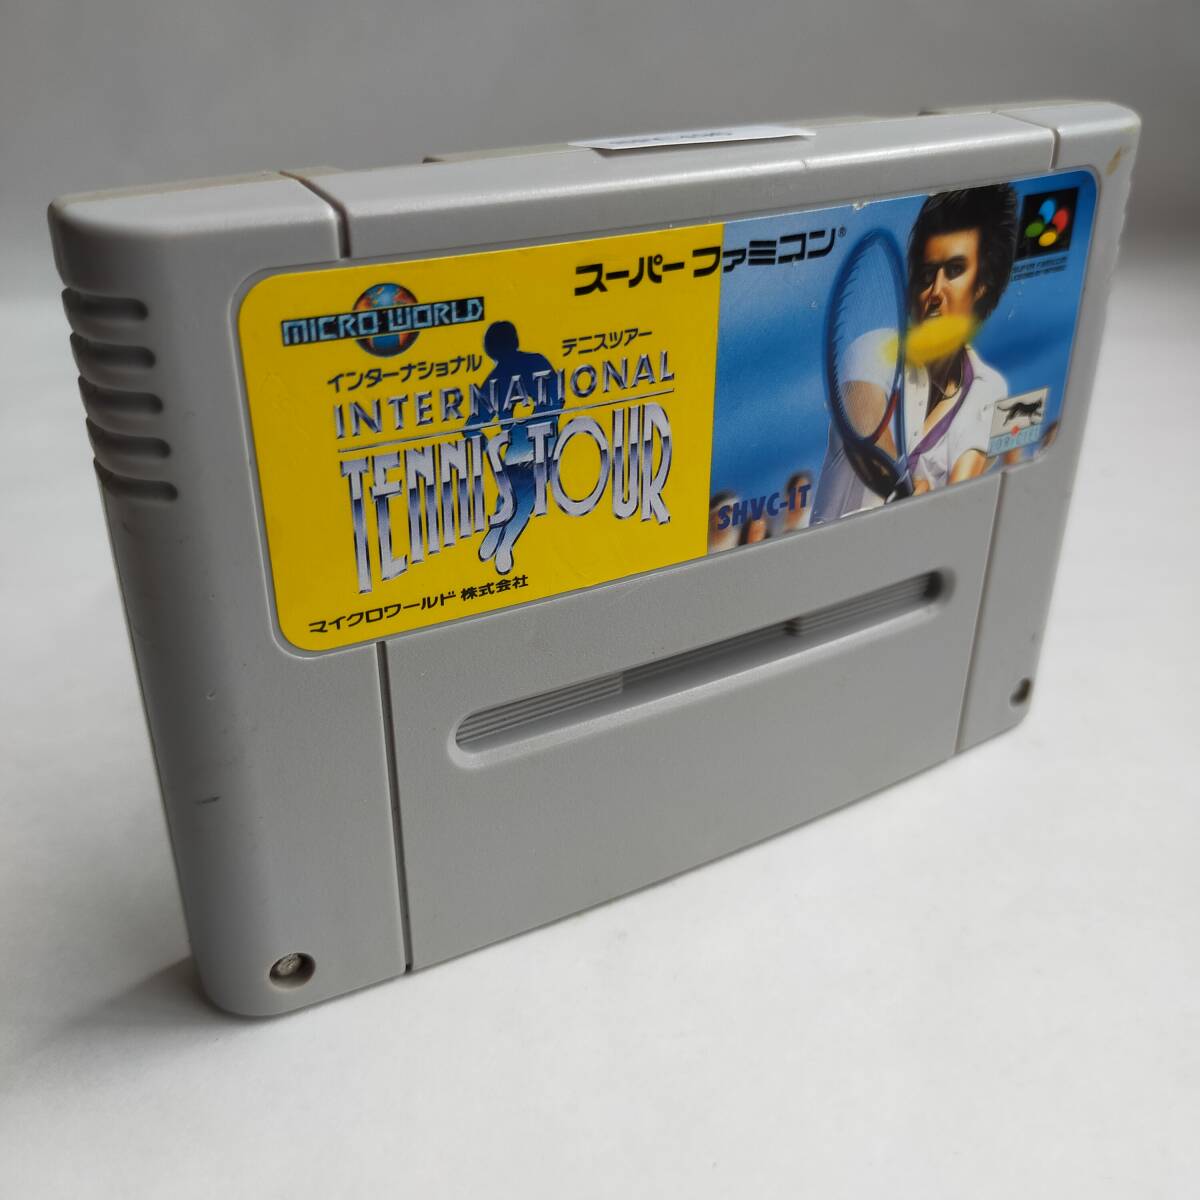 スーパーファミコン®
MICRO WORLD
インターナショナル テニスツアー
INTERNATIONAL
TENNIS TOUR
SHVC-IT
マイクロワールド 株式会社
SUPER FAMICOM